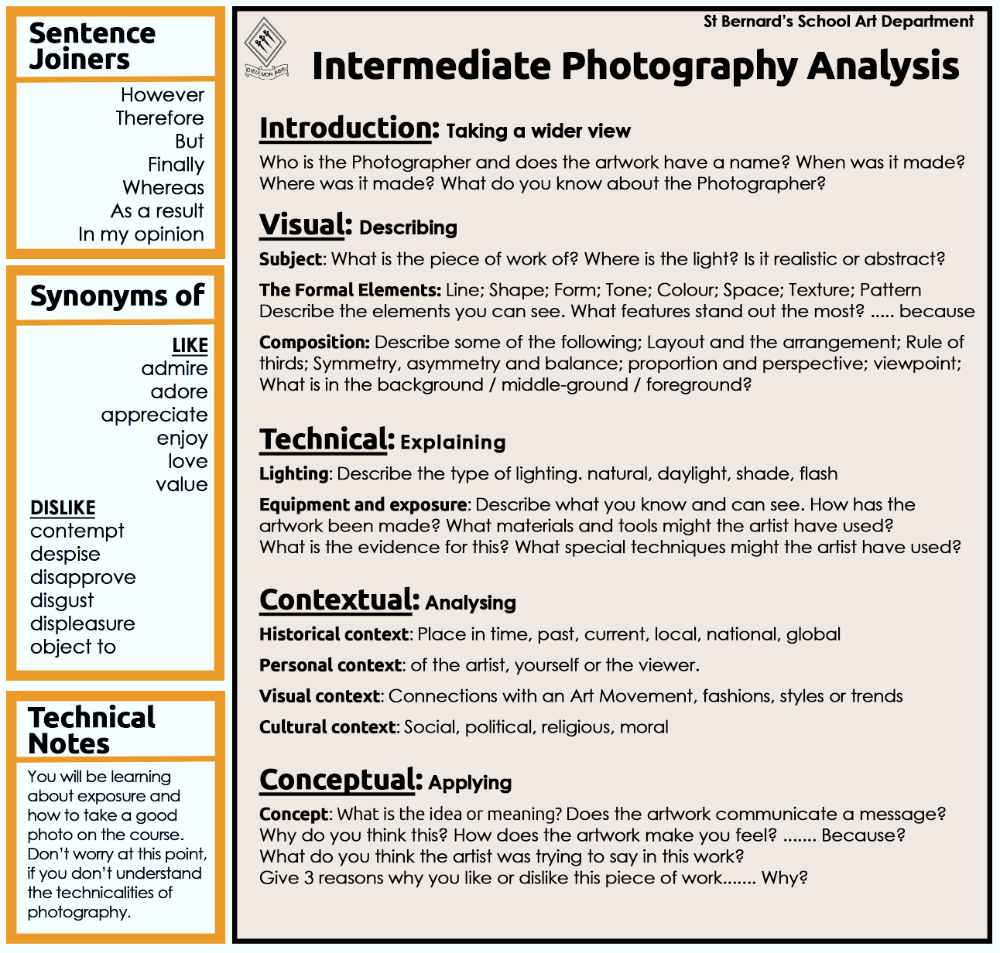 Sentence
Joiners
However
Therefore
But
Finally
Whereas
As a result
In my opinion
Synonyms of
LIKE
admire
adore
appreciate
enjoy
love
value
DISLIKE
contempt
despise
disapprove
disgust
displeasure
object to
Technical
Notes
You will be learning
about exposure and
how to take a good
photo on the course.
Don't worry at this point,
if you don't understand
the technicalities of
photography.
St Bernard's School Art Department
DIEU MON ABRI
Intermediate Photography Analysis
Introduction: Taking a wider view
Who is the Photographer and does the artwork have a name? When was it made?
Where was it made? What do you know about the Photographer?
Visual: Describing
Subject: What is the piece of work of? Where is the light? Is it realistic or abstract?
The Formal Elements: Line; Shape; Form; Tone; Colour; Space; Texture; Pattern
Describe the elements you can see. What features stand out the most? ..... because
Composition: Describe some of the following; Layout and the arrangement; Rule of
thirds; Symmetry, asymmetry and balance; proportion and perspective; viewpoint;
What is in the background / middle-ground / foreground?
Technical: Explaining
Lighting: Describe the type of lighting. natural, daylight, shade, flash
Equipment and exposure: Describe what you know and can see. How has the
artwork been made? What materials and tools might the artist have used?
What is the evidence for this? What special techniques might the artist have used?
Contextual: Analysing
Historical context: Place in time, past, current, local, national, global
Personal context: of the artist, yourself or the viewer.
Visual context: Connections with an Art Movement, fashions, styles or trends
Cultural context: Social, political, religious, moral
Conceptual: Applying
Concept: What is the idea or meaning? Does the artwork communicate a message?
Why do you think this? How does the artwork make you feel? ....... Because?
What do you think the artist was trying to say in this work?
Give 3 reasons why you like or dislike this piece of work....... Why?